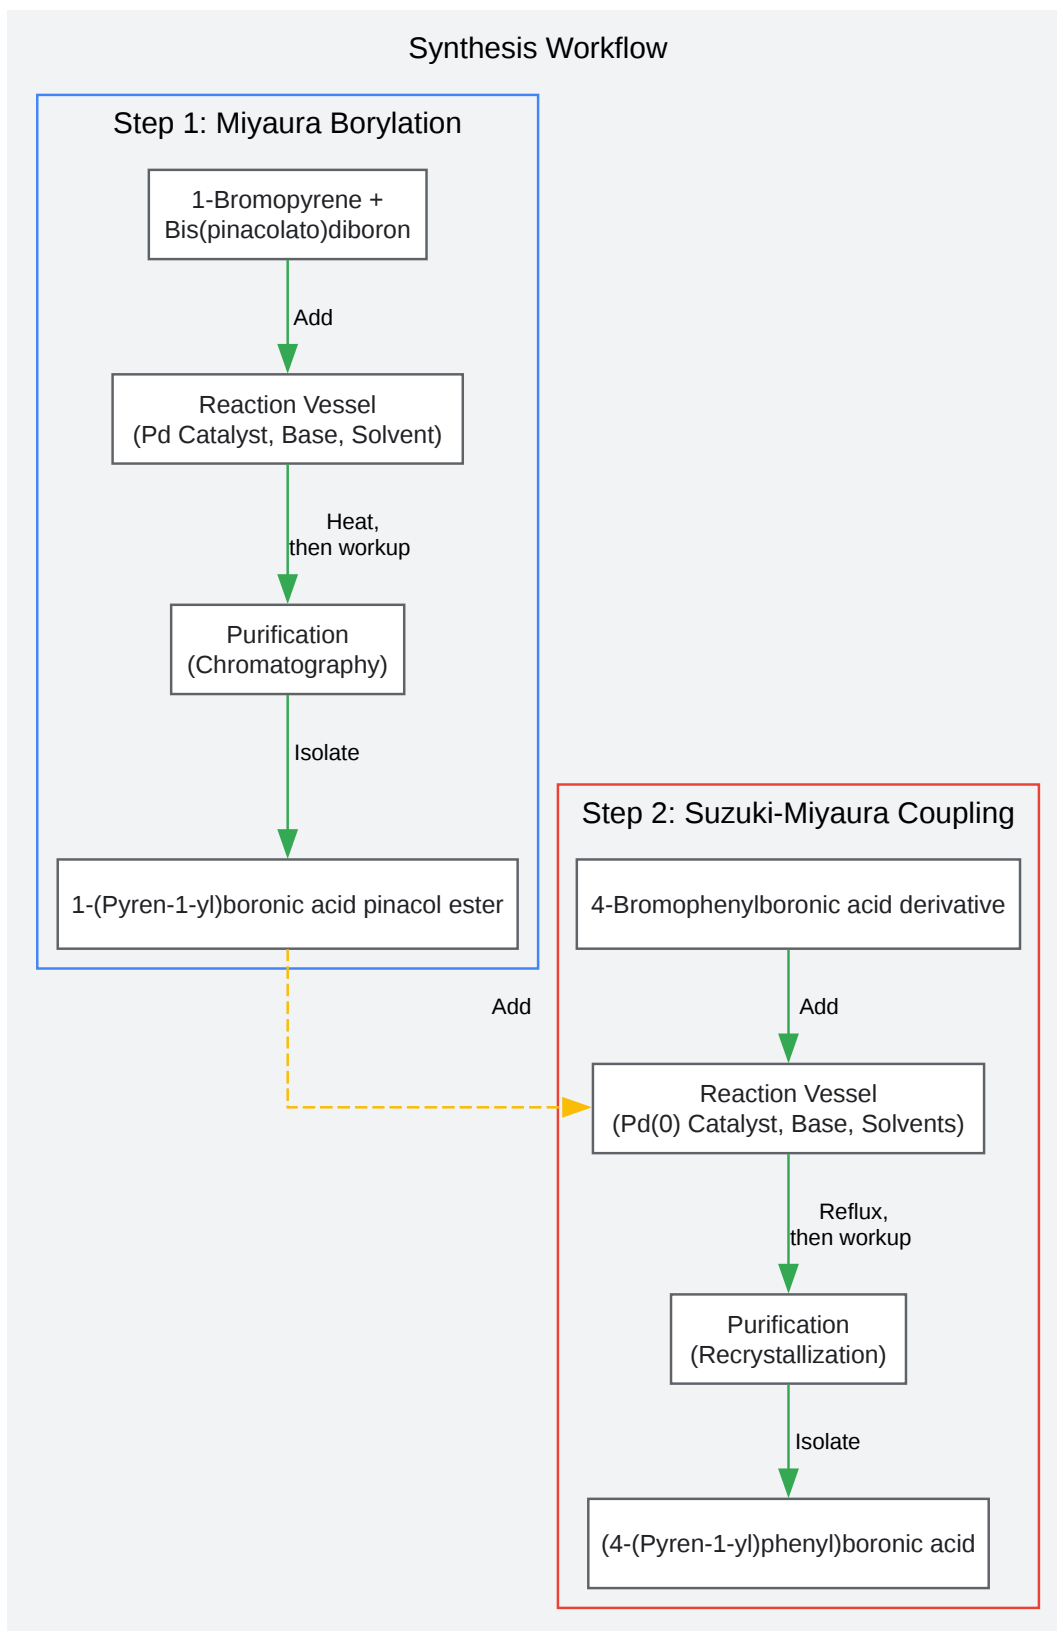 Synthesis Workflow
Step 1: Miyaura Borylation
1-Bromopyrene +
Bis(pinacolato)diboron
Add
Reaction Vessel
(Pd Catalyst, Base, Solvent)
Heat,
then workup
Purification
(Chromatography)
Isolate
1-(Pyren-1-yl)boronic acid pinacol ester
Add
Step 2: Suzuki-Miyaura Coupling
4-Bromophenylboronic acid derivative
Add
Reaction Vessel
(Pd(0) Catalyst, Base, Solvents)
Reflux,
then workup
Purification
(Recrystallization)
Isolate
(4-(Pyren-1-yl)phenyl)boronic acid